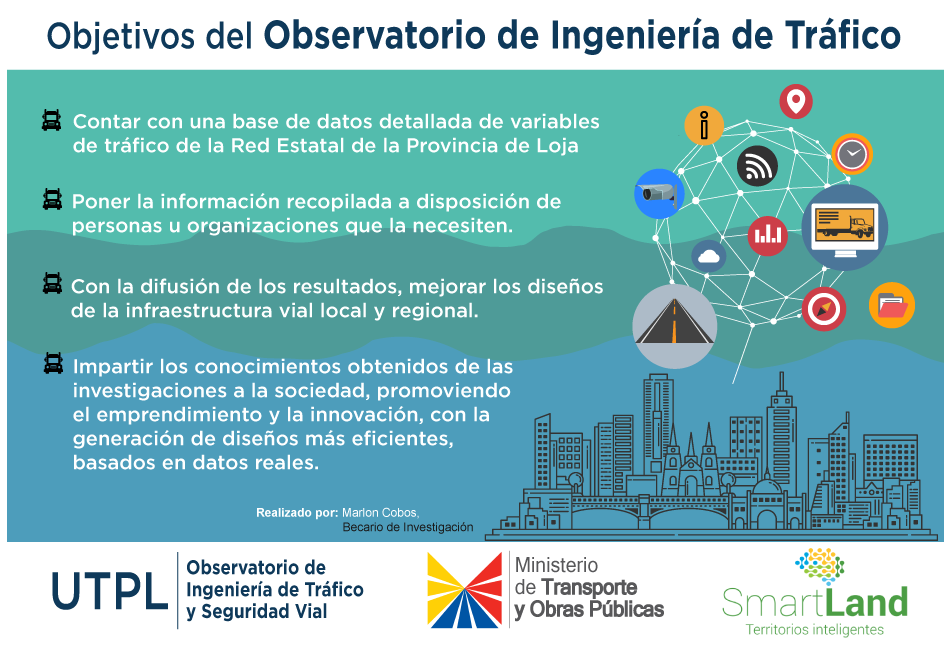 Objetivos del Observatorio de Ingeniería de Tráfico
Contar con una base de datos detallada de variables
de tráfico de la Red Estatal de la Provincia de Loja
Poner la información recopilada a disposición de
personas u organizaciones que la necesiten.
Con la difusión de los resultados, mejorar los diseños
de la infraestructura vial local y regional.
Impartir los conocimientos obtenidos de las
investigaciones a la sociedad, promoviendo
el emprendimiento y la innovación, con la
generación de diseños más eficientes,
basados en datos reales.
Realizado por: Marlon Cobos,
Becario de Investigación
UTPL
Observatorio de
Ingeniería de Tráfico
y Seguridad Vial
Ministerio
de Transporte
y Obras Públicas
SmartLand
Territorios inteligentes